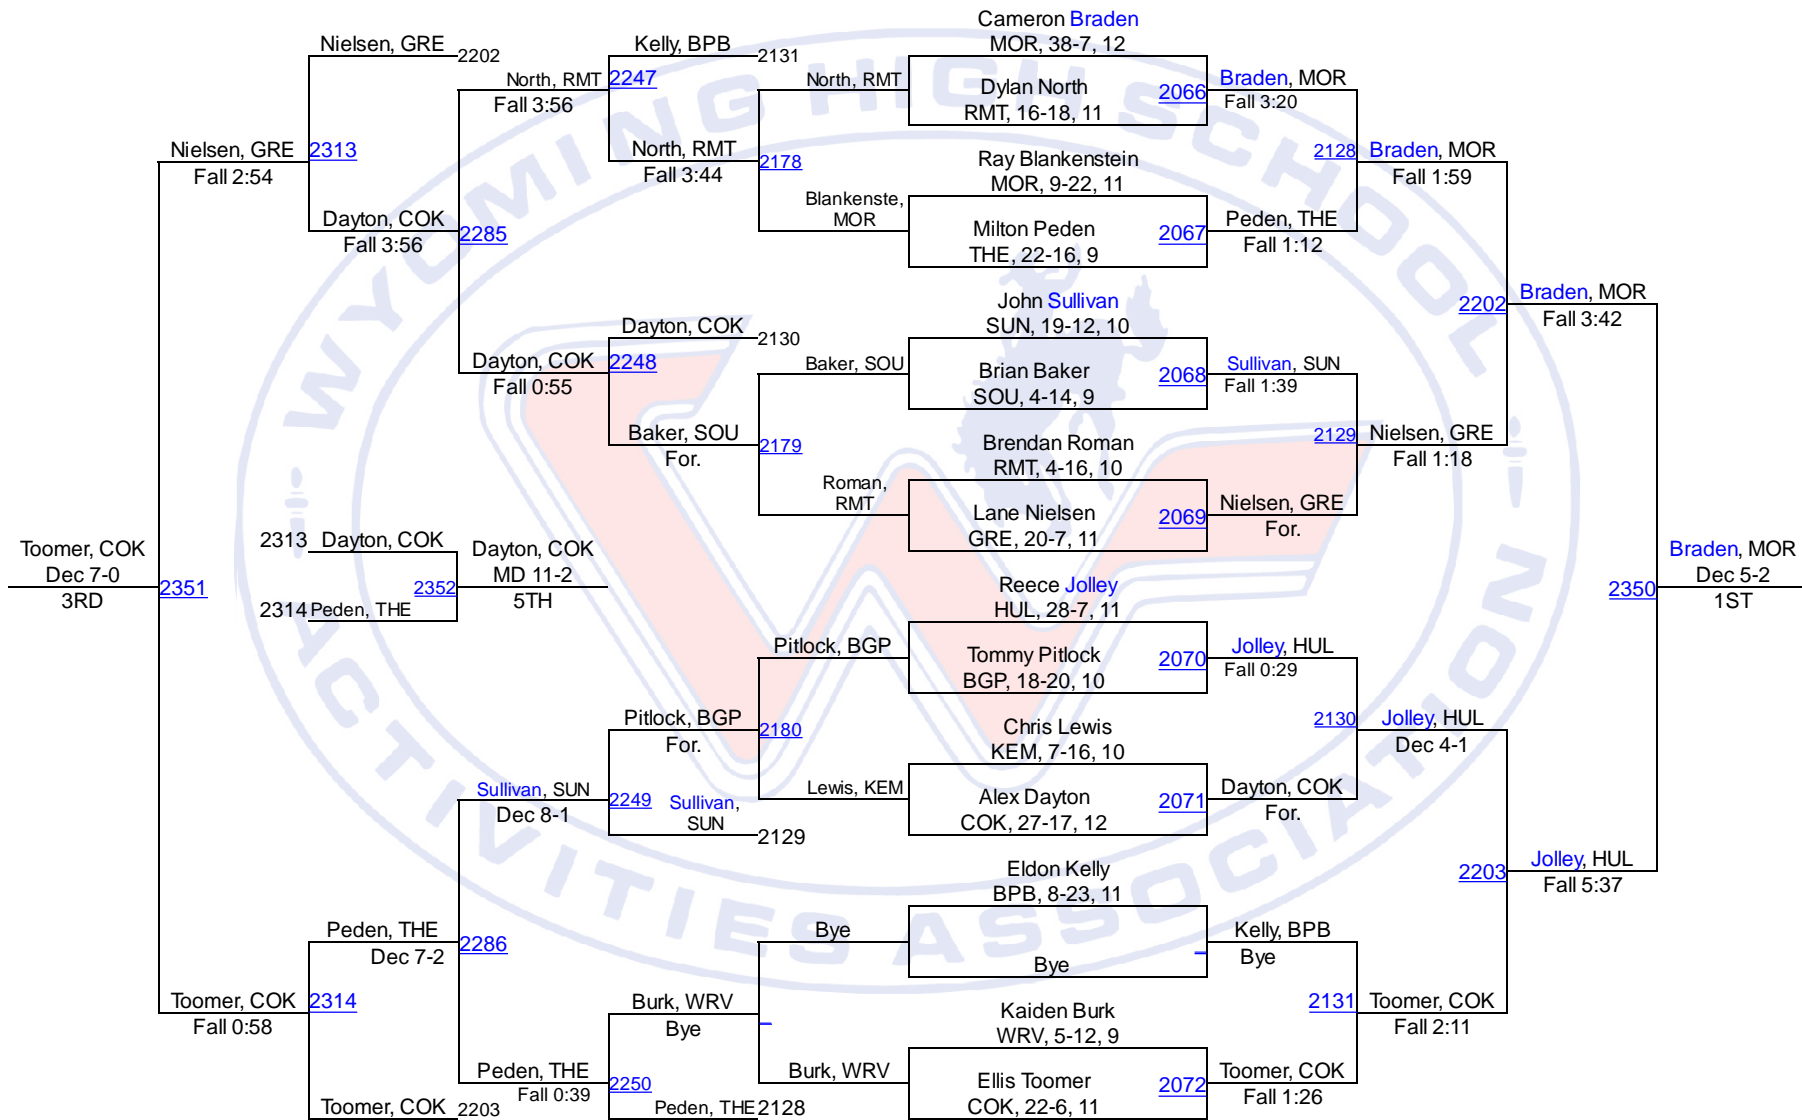 Cameron Braden
MOR, 38-7, 12
Nielsen, GRE 2202
Kelly, BPB 2131
North, RMT 2247
Fall 3:56
North, RMT
Dylan North 2066
RMT, 16-18, 11
Braden, MOR
Fall 3:20
Nielsen, GRE 2313
Fall 2:54
North, RMT 2178
Fall 3:44
Ray Blankenstein
MOR, 9-22, 11
2128 Braden, MOR
Fall 1:59
Dayton, COK 2285
Fall 3:56
Blankenste,
MOR
Milton Peden 2067
THE, 22-16, 9
Peden, THE
Fall 1:12
John Sullivan
SUN, 19-12, 10
2202 Braden, MOR
Fall 3:42
Dayton, COK 2130
Dayton, COK 2248
Fall 0:55
Baker, SOU
Brian Baker 2068
SOU, 4-14, 9
Sullivan, SUN
Fall 1:39
Baker, SOU 2179
For.
Brendan Roman
RMT, 4-16, 10
2129 Nielsen, GRE
Fall 1:18
Roman,
RMT
Lane Nielsen 2069
GRE, 20-7, 11
Nielsen, GRE
For.
Toomer, COK
Dec 7-0
3RD
2351
2313 Dayton, COK
2352
2314 Peden, THE
Dayton, COK
MD 11-2
5TH
Reece Jolley
HUL, 28-7, 11
2350
Braden, MOR
Dec 5-2
1ST
Pitlock, BGP
Tommy Pitlock 2070
BGP, 18-20, 10
Jolley, HUL
Fall 0:29
Pitlock, BGP 2180
For.
Chris Lewis
KEM, 7-16, 10
2130 Jolley, HUL
Dec 4-1
Sullivan, SUN 2249
Dec 8-1
Sullivan,
SUN
2129
Lewis, KEM
Alex Dayton 2071
COK, 27-17, 12
Dayton, COK
For.
Eldon Kelly
BPB, 8-23, 11
2203 Jolley, HUL
Fall 5:37
Peden, THE 2286
Dec 7-2
Bye
Bye
Kelly, BPB
Bye
Toomer, COK 2314
Fall 0:58
Burk, WRV
Bye
Kaiden Burk
WRV, 5-12, 9
2131 Toomer, COK
Fall 2:11
Peden, THE 2250
Fall 0:39
Burk, WRV
Ellis Toomer 2072
COK, 22-6, 11
Toomer, COK
Fall 1:26
Toomer, COK 2203
Peden, THE 2128
WYOMING HIGH SCHOOL
ACTIVITIES ASSOCIATION